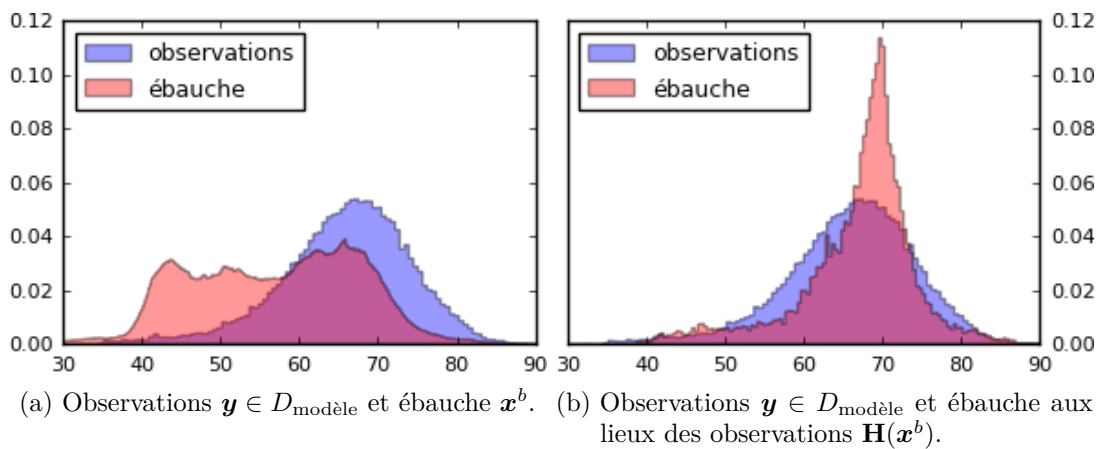 0.12
0.10
0.08
0.06
0.04
0.02
0.00
30 40 50 60 70 80 90
observations
ébauche
0.12
0.10
0.08
0.06
0.04
0.02
0.00
50 60 70 80 90
40
observations
ébauche
(a) Observations y ∈ D_modèle et ébauche x^b.
(b) Observations y ∈ D_modèle et ébauche aux
lieux des observations H(x^b).